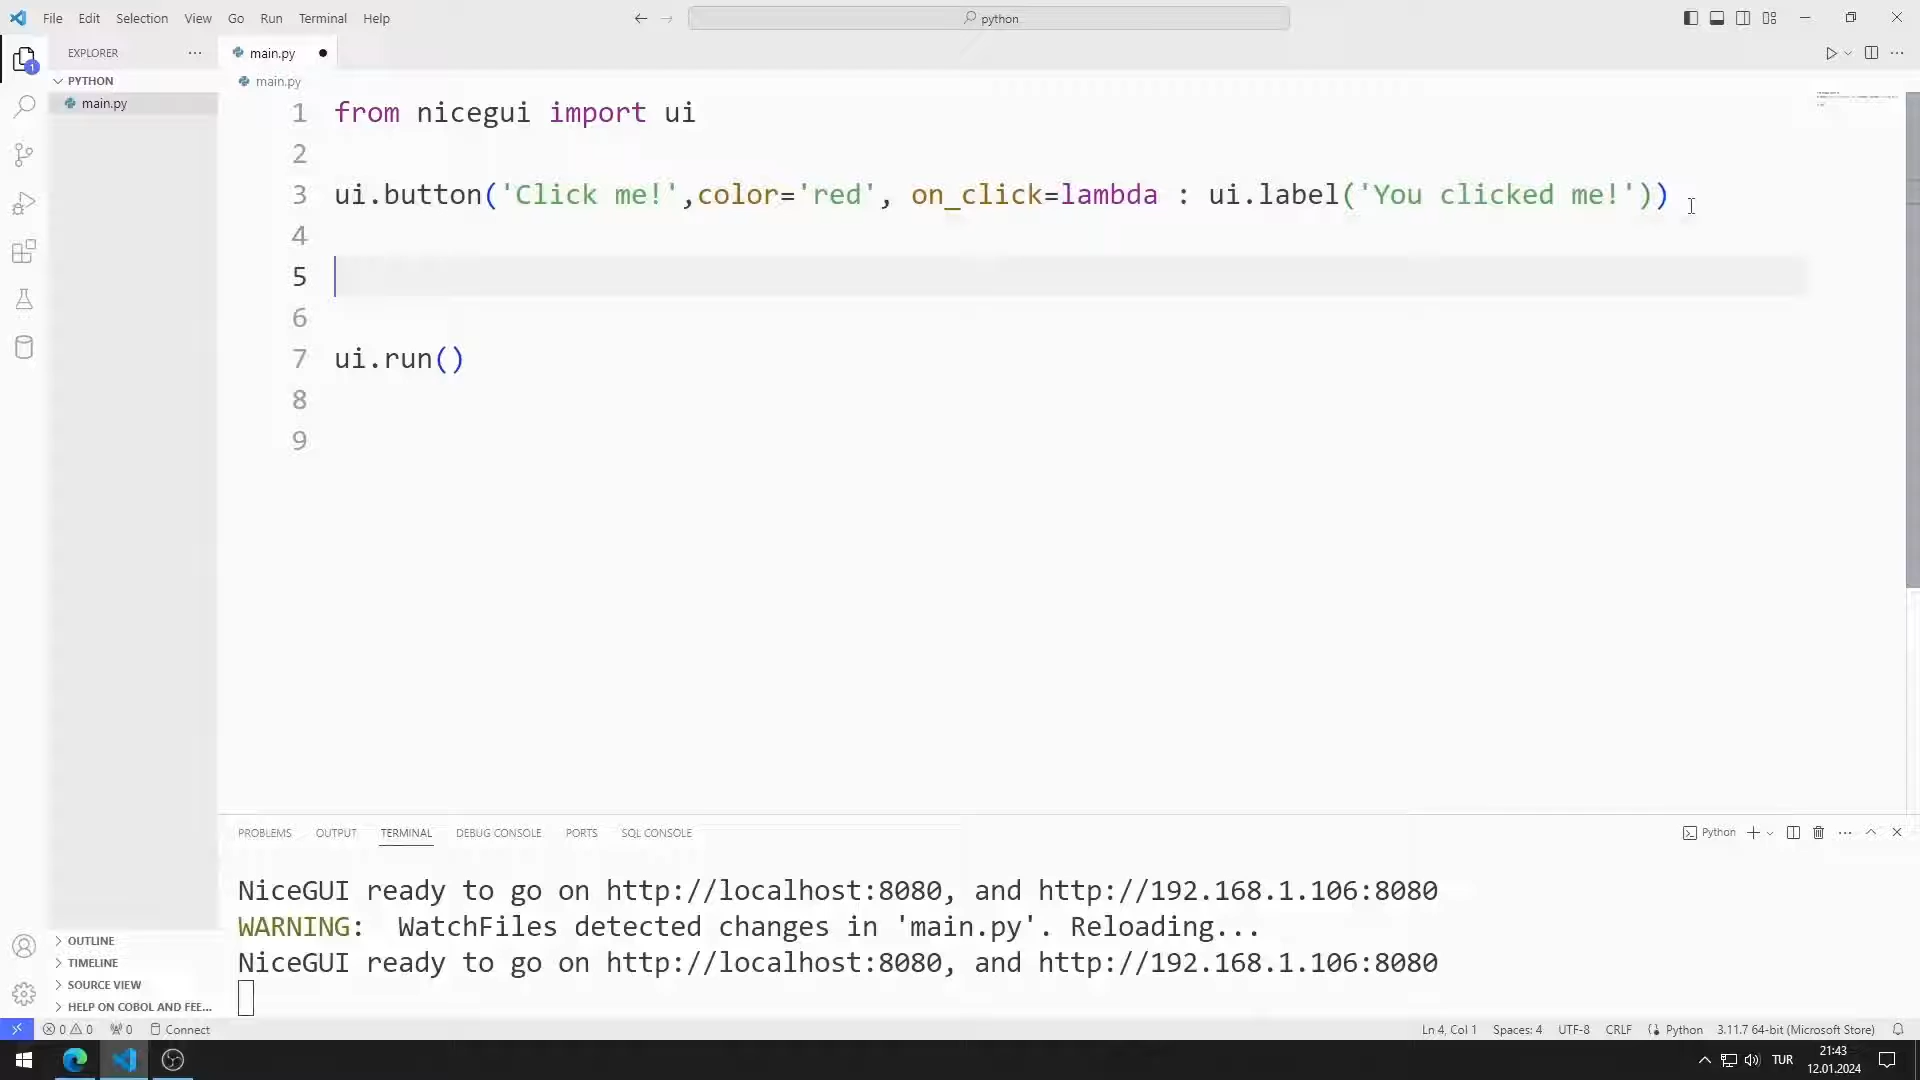 File Edit Selection View Go Run Terminal Help
python
EXPLORER
main.py
PYTHON
main.py
main.py
1 from nicegui import ui
2
3 ui.button('Click me!',color='red', on_click=lambda : ui.label('You clicked me!'))
4
5
6
7 ui.run()
8
9
1
PROBLEMS OUTPUT TERMINAL DEBUG CONSOLE PORTS SQL CONSOLE
Python
NiceGUI ready to go on http://localhost:8080, and http://192.168.1.106:8080
WARNING: WatchFiles detected changes in 'main.py'. Reloading...
NiceGUI ready to go on http://localhost:8080, and http://192.168.1.106:8080
OUTLINE
TIMELINE
SOURCE VIEW
HELP ON COBOL AND FEE...
0 0 0 Connect
Ln 4, Col 1 Spaces: 4 UTF-8 CRLF Python 3.11.7 64-bit (Microsoft Store)
TUR
21:43
12.01.2024